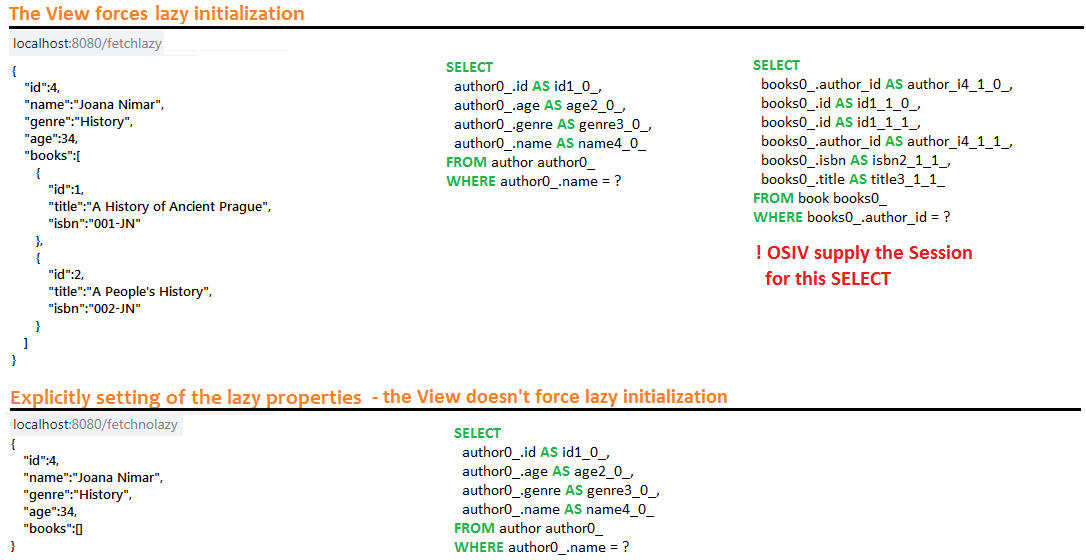 The View forces lazy initialization
localhost:8080/fetchlazy
{
"id":4,
"name":"Joana Nimar",
"genre":"History",
"age":34,
"books":[
{
"id":1,
"title":"A History of Ancient Prague",
"isbn":"001-JN"
},
{
"id":2,
"title":"A People's History",
"isbn":"002-JN"
}
]
}
SELECT
author0_.id AS id1_0_,
author0_.age AS age2_0_,
author0_.genre AS genre3_0_,
author0_.name AS name4_0_
FROM author author0_
WHERE author0_.name = ?
SELECT
books0_.author_id AS author_i4_1_0_,
books0_.id AS id1_1_0_,
books0_.id AS id1_1_1_,
books0_.author_id AS author_i4_1_1_,
books0_.isbn AS isbn2_1_1_,
books0_.title AS title3_1_1_
FROM book books0_
WHERE books0_.author_id = ?
! OSIV supply the Session
for this SELECT
Explicitly setting of the lazy properties - the View doesn't force lazy initialization
localhost:8080/fetchnolazy
{
"id":4,
"name":"Joana Nimar",
"genre":"History",
"age":34,
"books":[]
}
SELECT
author0_.id AS id1_0_,
author0_.age AS age2_0_,
author0_.genre AS genre3_0_,
author0_.name AS name4_0_
FROM author author0_
WHERE author0_.name = ?